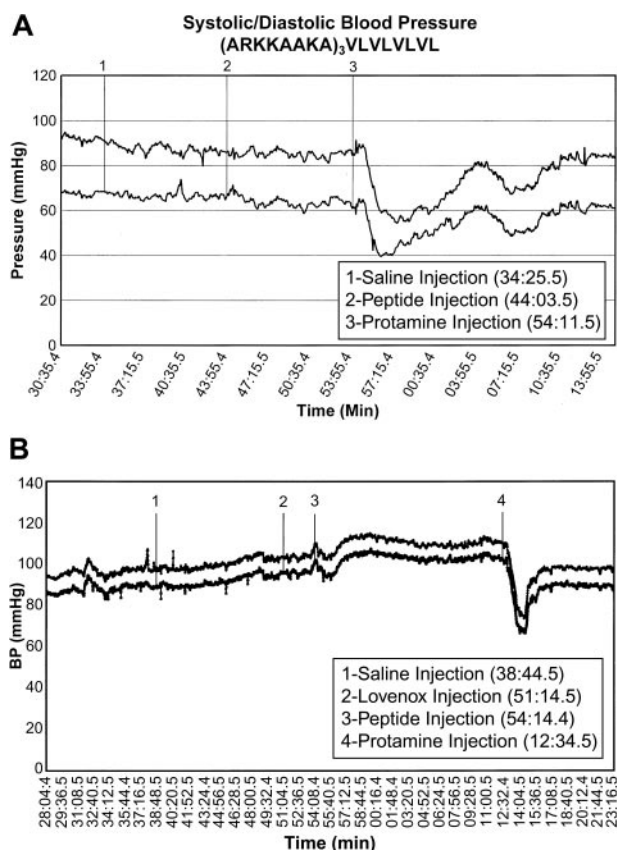 A
Systolic/Diastolic Blood Pressure
(ARKKAAKA)3VLVLVLVL
1 2 3
120
100
80
60
40
20
0
Pressure (mmHg)
1-Saline Injection (34:25.5)
2-Peptide Injection (44:03.5)
3-Protamine Injection (54:11.5)
30:35.4 33:55.4 37:15.5 40:35.5 43:55.4 47:15.5 50:35.4 53:55.4 57:15.4 00:35.4 03:55.4 07:15.5 10:35.5 13:55.5
Time (Min)
B
140
120
100
80
60
40
20
0
BP (mmHg)
1 2 3 4
1-Saline Injection (38:44.5)
2-Lovenox Injection (51:14.5)
3-Peptide Injection (54:14.4)
4-Protamine Injection (12:34.5)
28:04:4 29:36.5 31:08.5 32:40.5 34:12.5 35:44.4 37:16.5 38:48.5 40:20.5 41:52.5 43:24.4 44:56.5 46:28.5 48:00.5 49:32.4 51:04.5 52:36.5 54:08.4 55:40.5 57:12.5 58:44.5 00:16.4 01:48.4 03:20.5 04:52.5 06:24.5 07:56.5 09:28.5 11:00.5 12:32.4 14:04.5 15:36.5 17:08.5 18:40.5 20:12.4 21:44.5 23:16.5
Time (min)